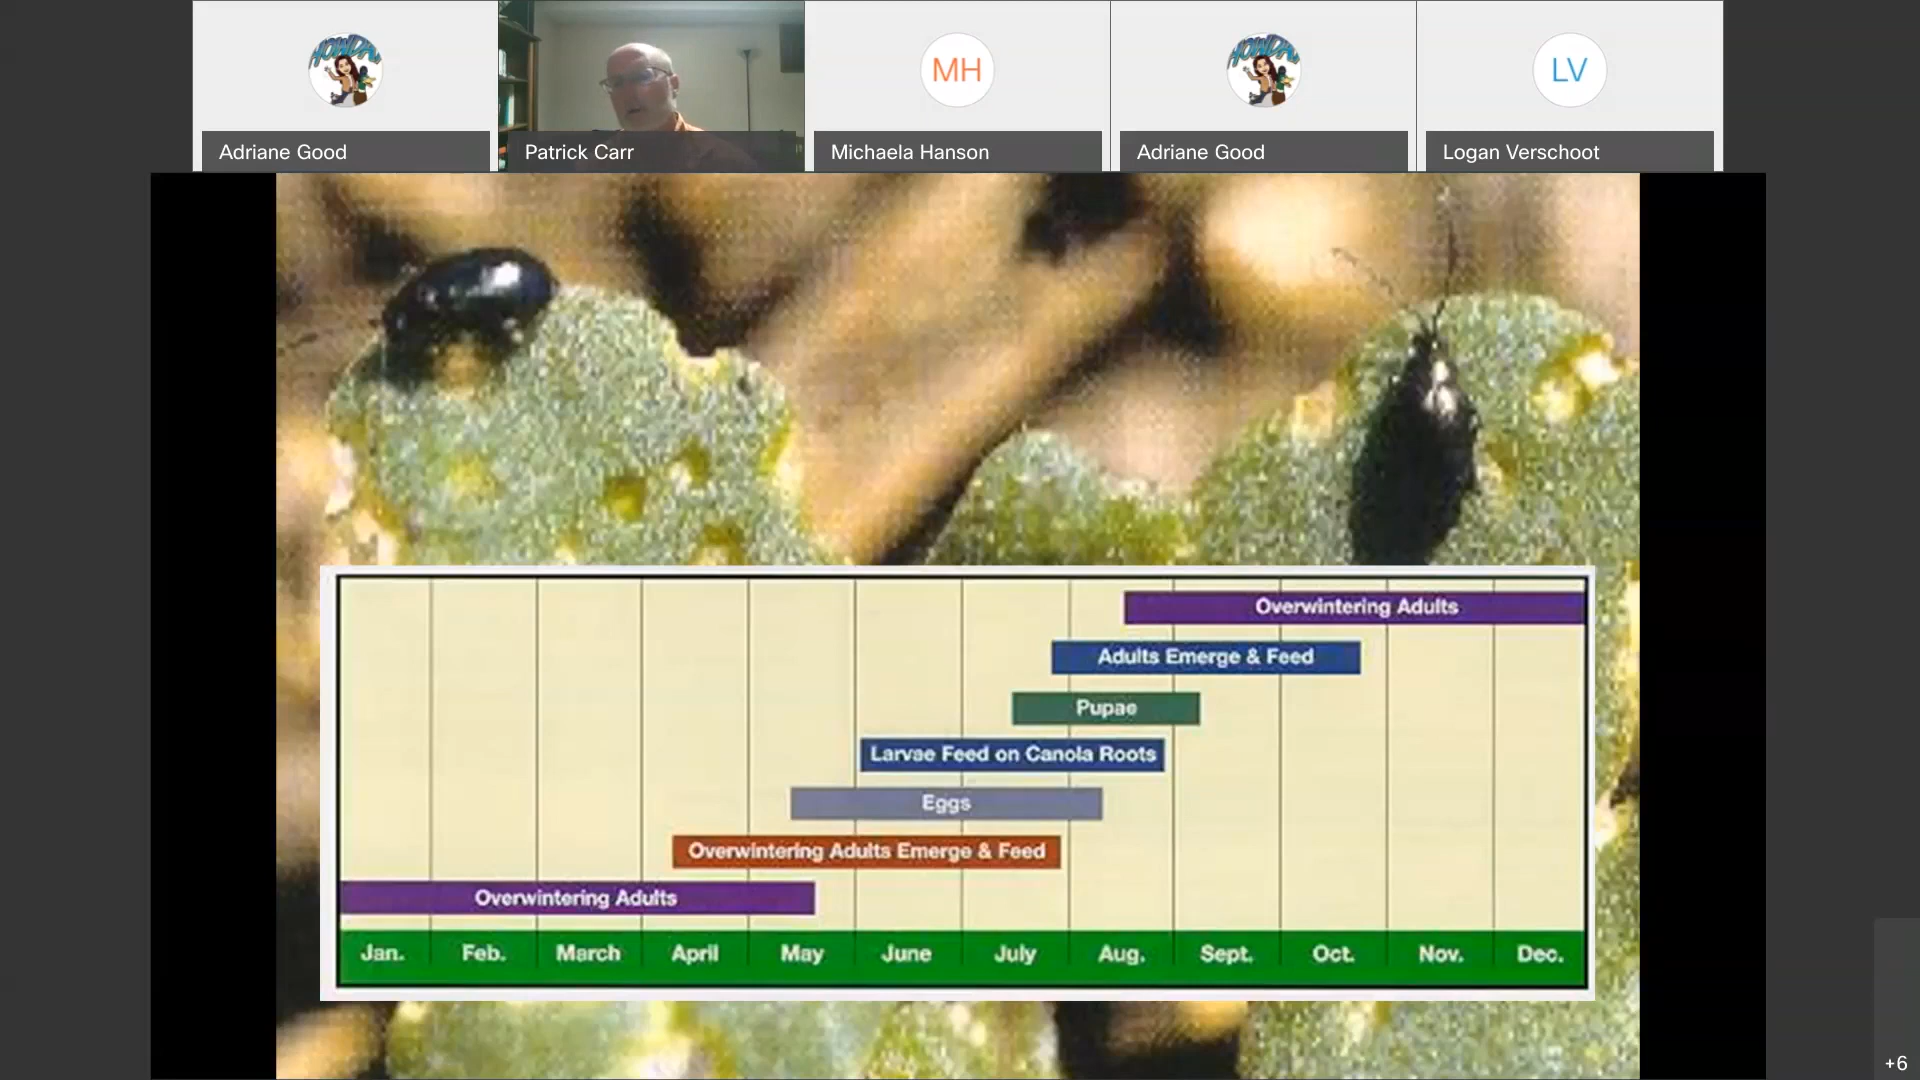 HOWDY
Adriane Good
Patrick Carr
MH
Michaela Hanson
HOWDY
Adriane Good
LV
Logan Verschoot
Overwintering Adults
Adults Emerge & Feed
Pupae
Larvae Feed on Canola Roots
Eggs
Overwintering Adults Emerge & Feed
Overwintering Adults
Jan. Feb. March April May June July Aug. Sept. Oct. Nov. Dec.
+6